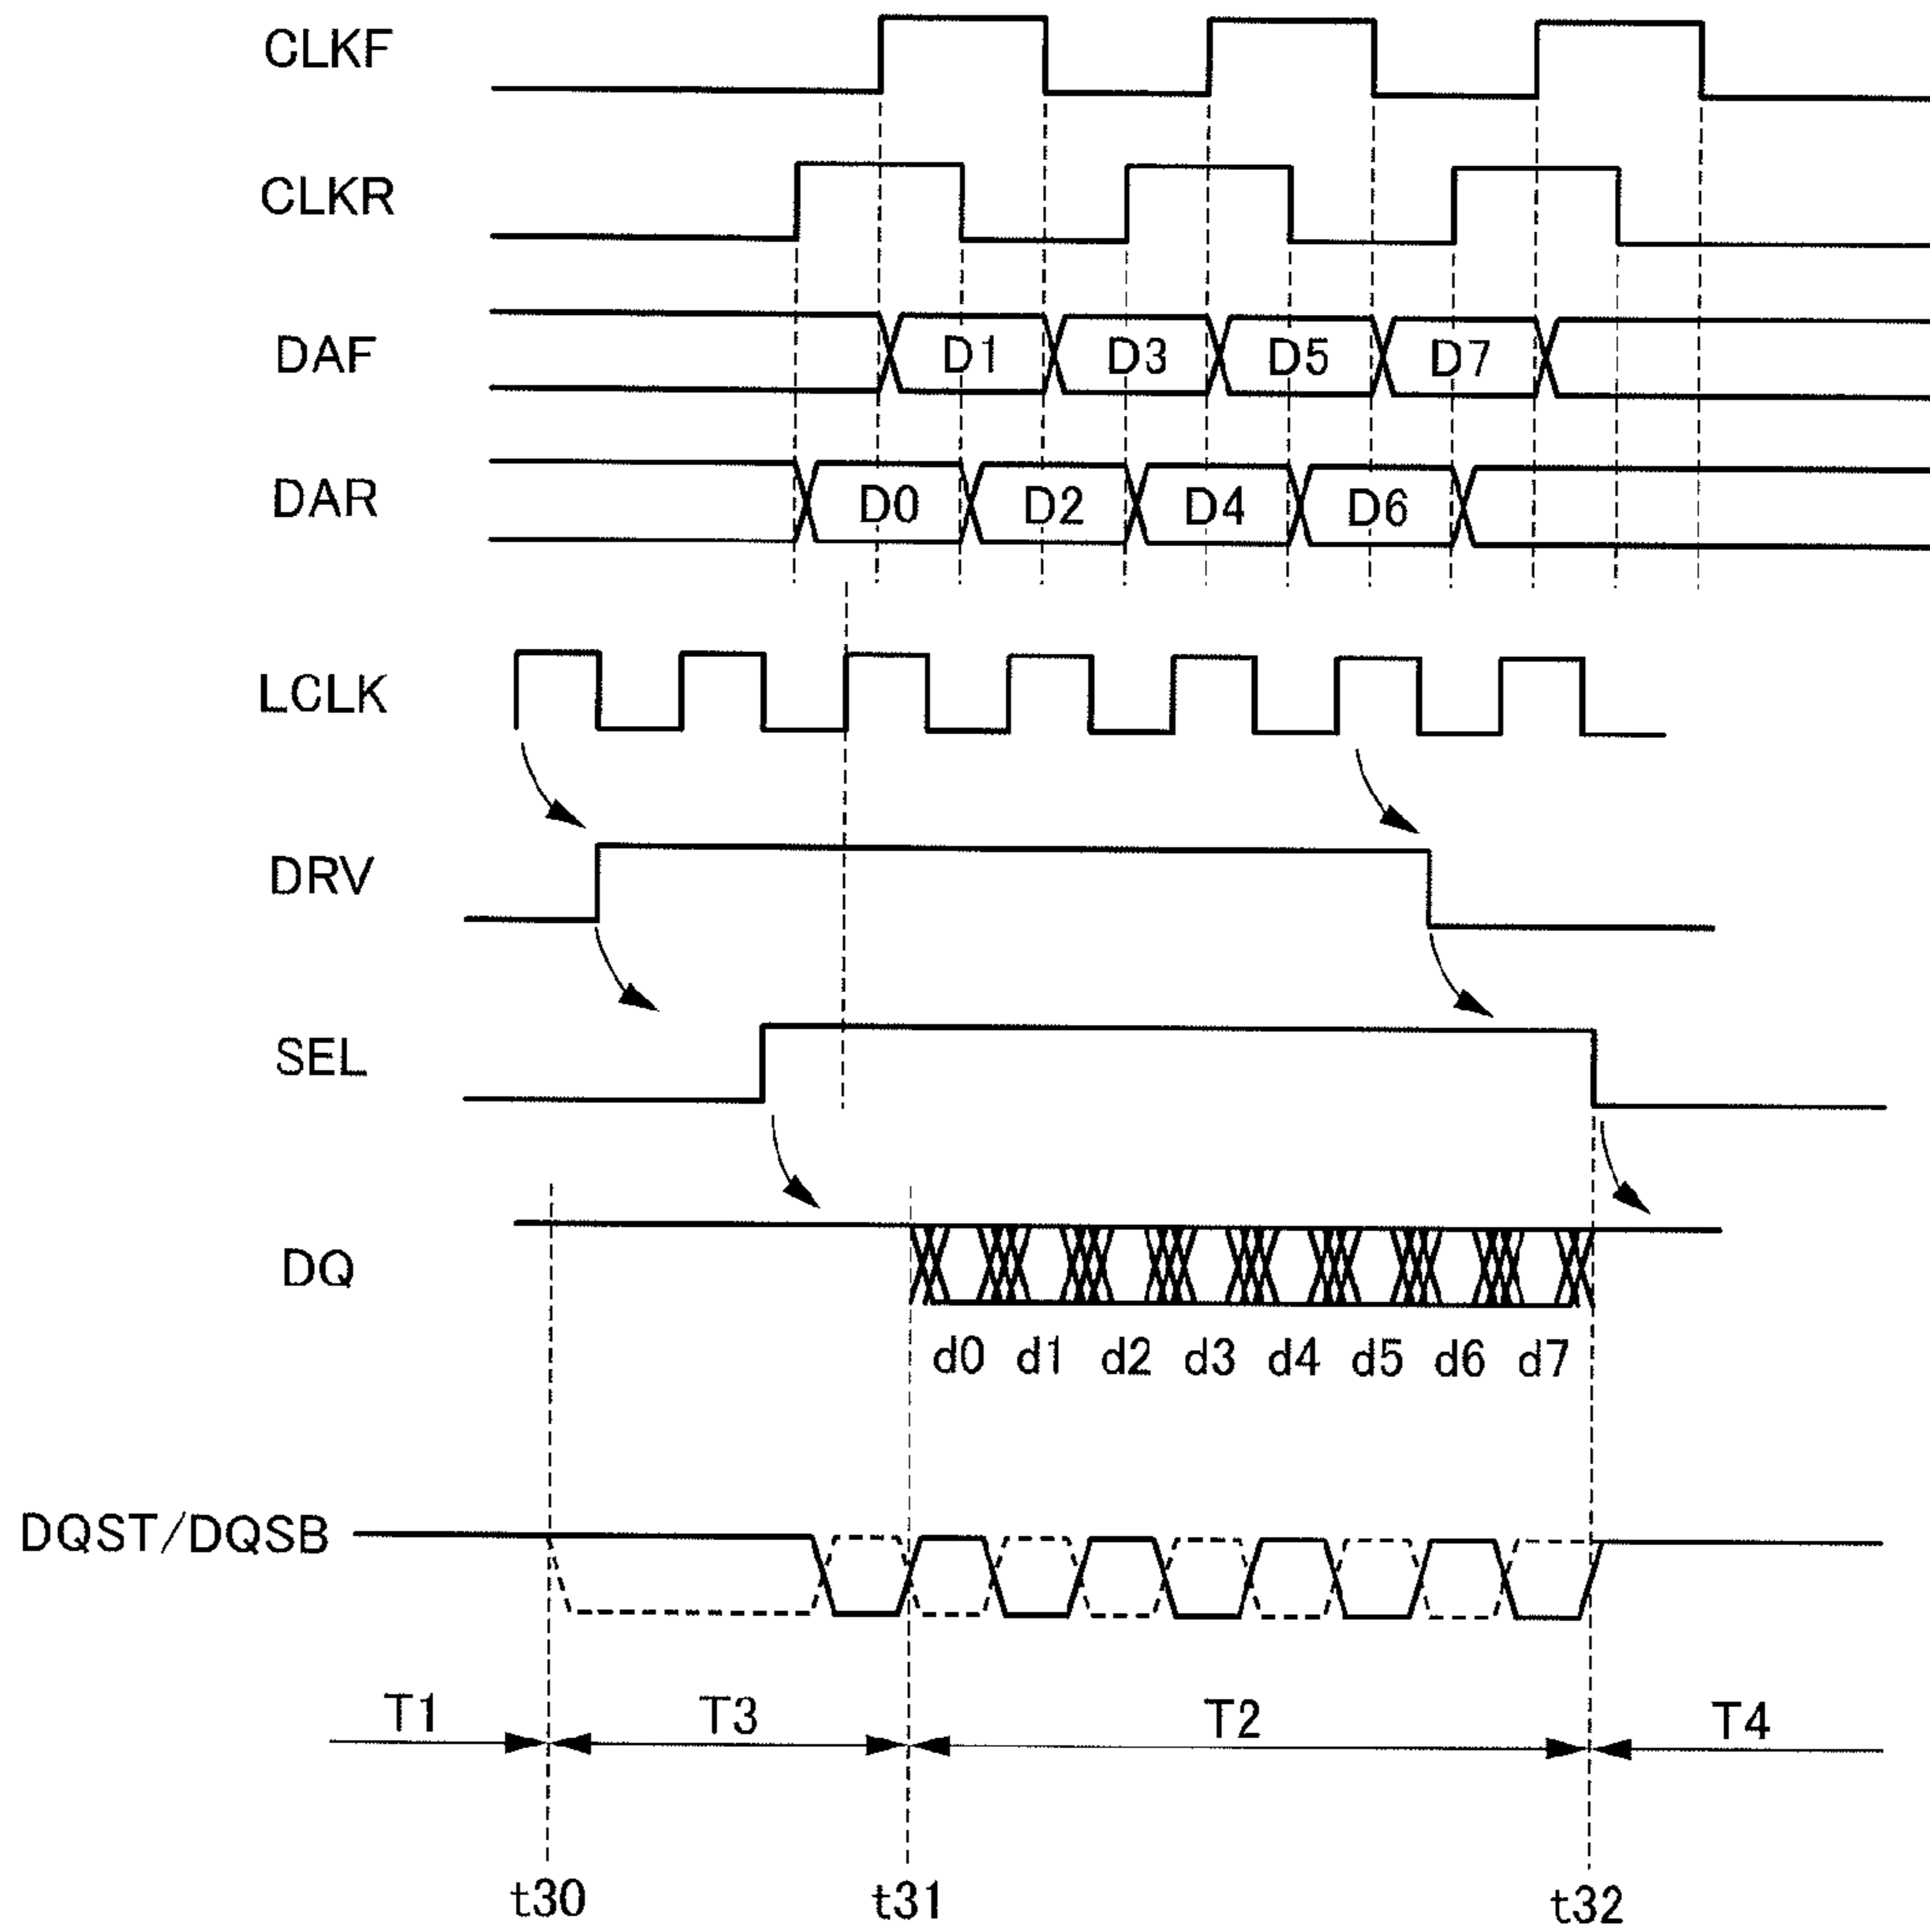 CLKF
CLKR
DAF D1 D3 D5 D7
DAR D0 D2 D4 D6
LCLK
DRV
SEL
DQ
d0 d1 d2 d3 d4 d5 d6 d7
DQST/DQSB
T1 T3 T2 T4
t30 t31 t32